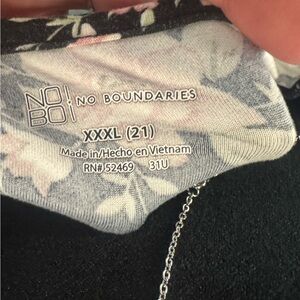 NO
BO!
NO BOUNDARIES
XXXL (21)
Made in/Hecho en Vietnam
RN# 52469 31U